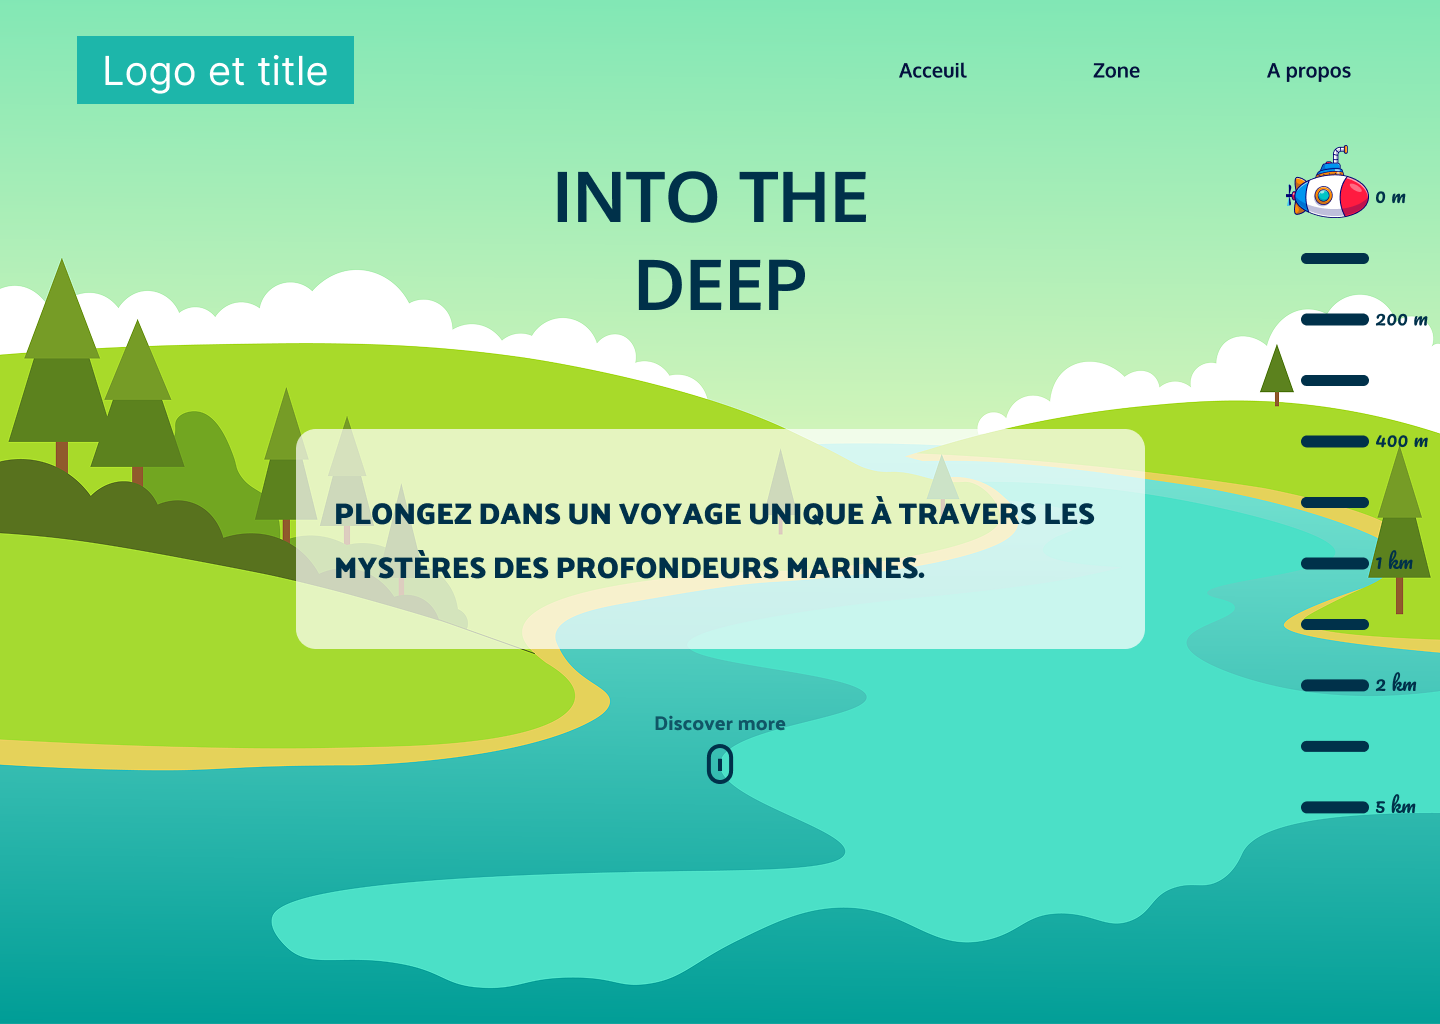 Logo et title
Acceuil
Zone
A propos
INTO THE
DEEP
0 m
200 m
400 m
PLONGEZ DANS UN VOYAGE UNIQUE À TRAVERS LES
MYSTÈRES DES PROFONDEURS MARINES.
1 km
2 km
Discover more
5 km